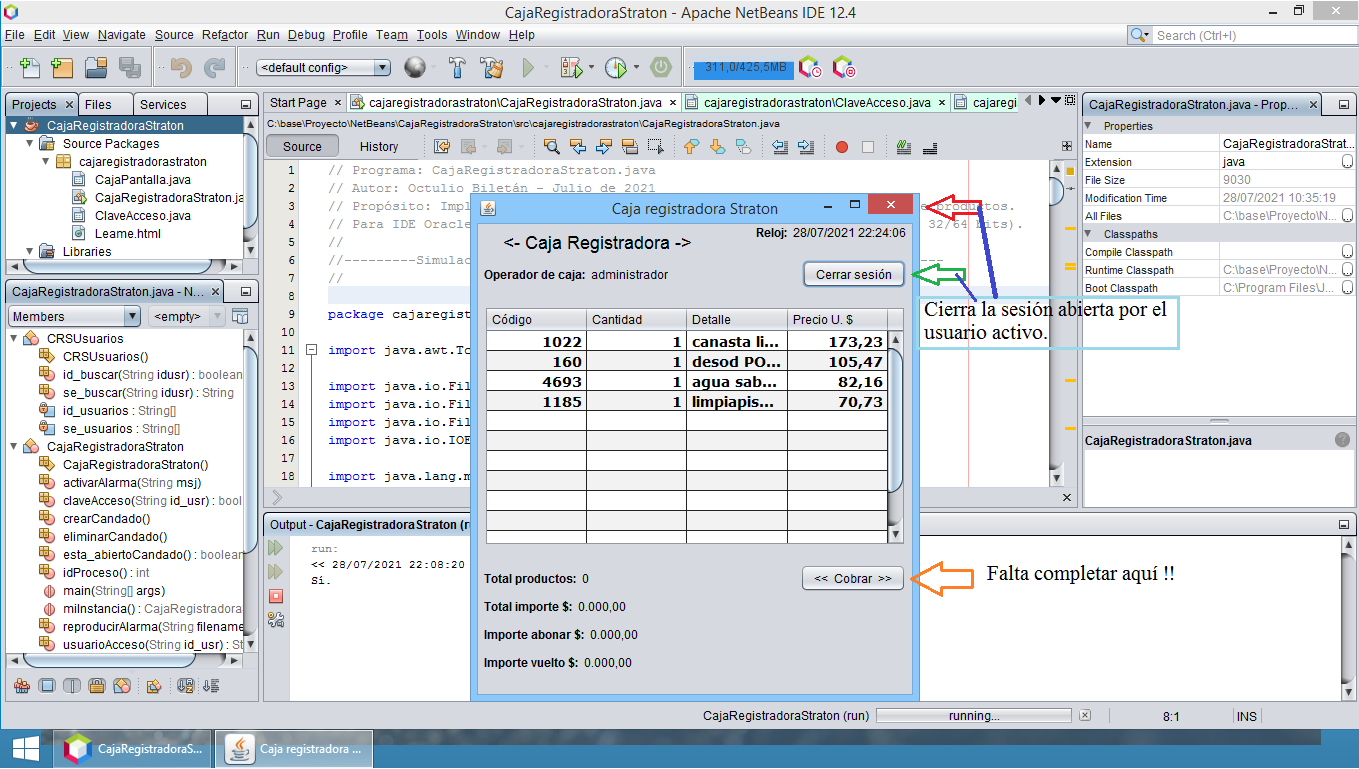 CajaRegistradoraStraton - Apache NetBeans IDE 12.4
File Edit View Navigate Source Refactor Run Debug Profile Team Tools Window Help
Search (Ctrl+I)
<default config>
311,0/425,5MB
Projects Files Services
CajaRegistradoraStraton
Source Packages
cajaregistradorastraton
CajaPantalla.java
CajaRegistradoraStraton.ja
ClaveAcceso.java
Leame.html
Libraries
CajaRegistradoraStraton.java - N...
Members <empty>
CRSUsuarios
CRSUsuarios()
id_buscar(String idusr) : boolean
se_buscar(String idusr) : String
id_usuarios : String[]
se_usuarios : String[]
CajaRegistradoraStraton
CajaRegistradoraStraton()
activarAlarma(String msj)
claveAcceso(String id_usr) : bool
crearCandado()
eliminarCandado()
esta_abiertoCandado() : boolean
idProceso() : int
main(String[] args)
miInstancia() : CajaRegistradora
reproducirAlarma(String filename
usuarioAcceso(String id_usr) : St
Start Page cajaregistradorastraton\CajaRegistradoraStraton.java cajaregistradorastraton\ClaveAcceso.java cajaregis
C:\base\Proyecto\NetBeans\CajaRegistradoraStraton\src\cajaregistradorastraton\CajaRegistradoraStraton.java
Source History
1 // Programa: CajaRegistradoraStraton.java
2 // Autor: Octulio Biletán - Julio de 2021
3 // Propósito: Impl e productos.
4 // Para IDE Oracle 32/64 bits).
5 //
6 //----------Simulac ---
7 //
8
9 package cajaregist
10
11 import java.awt.To
12
13 import java.io.Fil
14 import java.io.Fil
15 import java.io.Fil
16 import java.io.IOE
17
18 import java.lang.m
Output - CajaRegistradoraStraton (ru
run:
<< 28/07/2021 22:08:20
Sí.
Caja registradora Straton
Reloj: 28/07/2021 22:24:06
<- Caja Registradora ->
Operador de caja: administrador
Cerrar sesión
Código Cantidad Detalle Precio U. $
1022 1 canasta li... 173,23
160 1 desod PO... 105,47
4693 1 agua sab... 82,16
1185 1 limpiapis... 70,73
Total productos: 0
<< Cobrar >>
Total importe $: 0.000,00
Importe abonar $: 0.000,00
Importe vuelto $: 0.000,00
Cierra la sesión abierta por el
usuario activo.
Falta completar aquí !!
CajaRegistradoraStraton.java - Prop...
Properties
Name CajaRegistradoraStrat...
Extension java
File Size 9030
Modification Time 28/07/2021 10:35:19
All Files C:\base\Proyecto\N...
Classpaths
Compile Classpath
Runtime Classpath C:\base\Proyecto\N...
Boot Classpath C:\Program Files\J...
CajaRegistradoraStraton.java
CajaRegistradoraStraton (run) running... 8:1 INS
CajaRegistradoraS... Caja registradora ...